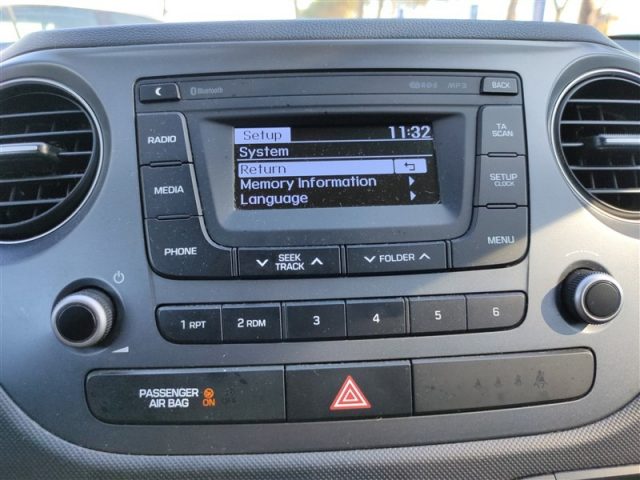 Bluetooth
RDS MP3 BACK
Setup 11:32
System
Return
Memory Information
Language
RADIO
MEDIA
PHONE
TA
SCAN
SETUP
CLOCK
MENU
SEEK
TRACK
FOLDER
1 RPT 2 RDM 3 4 5 6
PASSENGER
AIR BAG ON